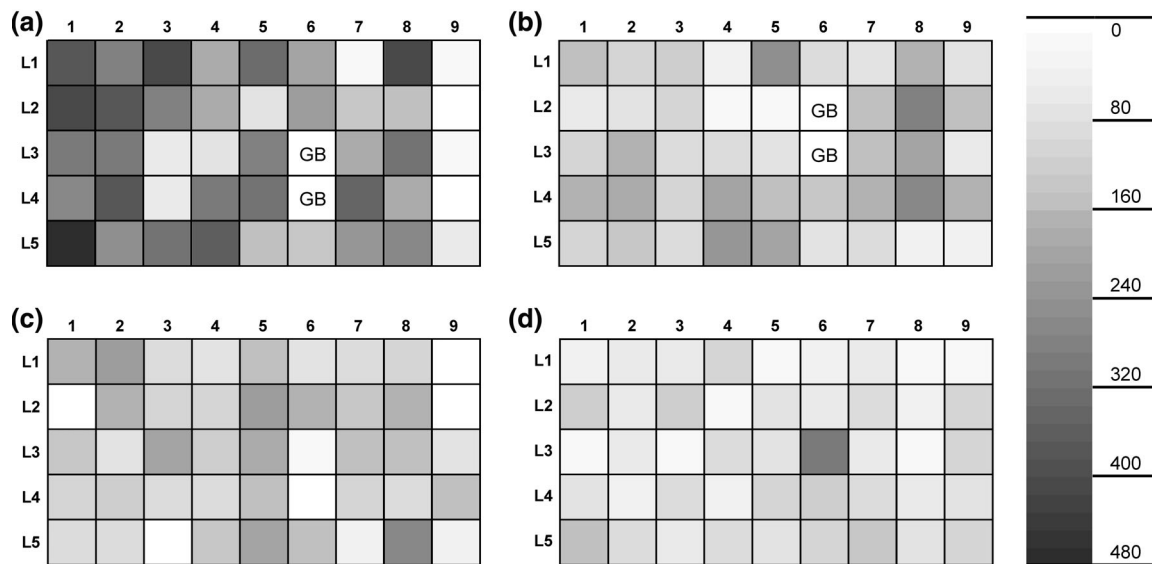 (a) 1 2 3 4 5 6 7 8 9
L1
L2
L3 GB
L4 GB
L5
(b) 1 2 3 4 5 6 7 8 9
L1
L2 GB
L3 GB
L4
L5
(c) 1 2 3 4 5 6 7 8 9
L1
L2
L3
L4
L5
(d) 1 2 3 4 5 6 7 8 9
L1
L2
L3
L4
L5
0
80
160
240
320
400
480